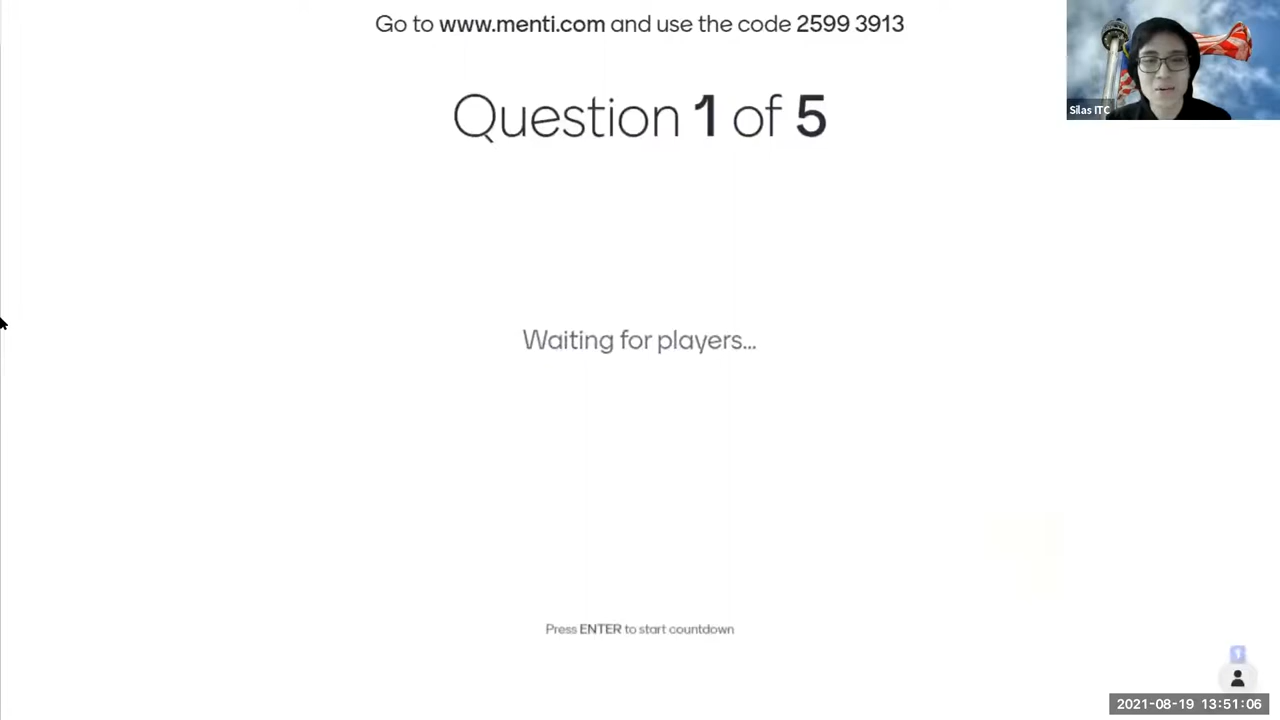 Go to www.menti.com and use the code 2599 3913
Question 1 of 5
Silas ITC
Waiting for players...
Press ENTER to start countdown
1
2021-08-19 13:51:06